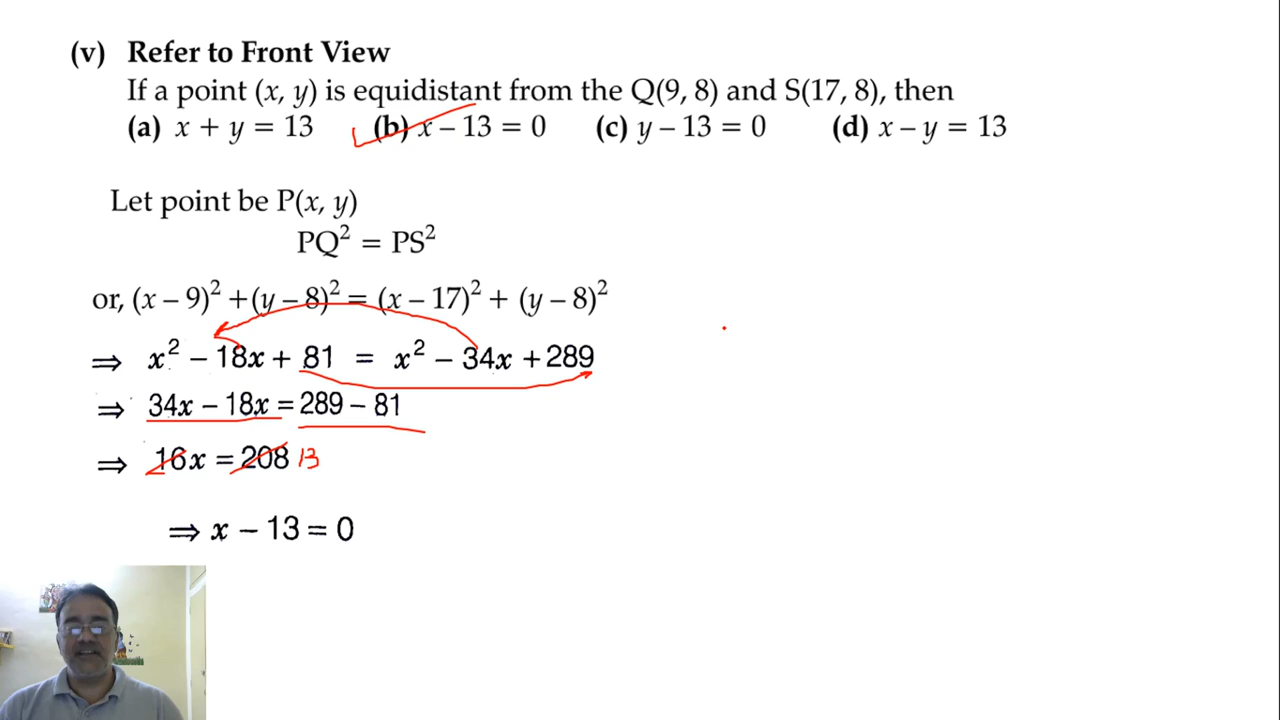 (v) Refer to Front View
If a point (x, y) is equidistant from the Q(9, 8) and S(17, 8), then
(a) x + y = 13 (b) x – 13 = 0 (c) y – 13 = 0 (d) x – y = 13
Let point be P(x, y)
PQ² = PS²
or, (x – 9)² +(y – 8)² = (x – 17)² + (y – 8)²
⇒ x² – 18x + 81 = x² – 34x + 289
⇒ 34x – 18x = 289 – 81
⇒ 16x = 208 13
⇒ x – 13 = 0